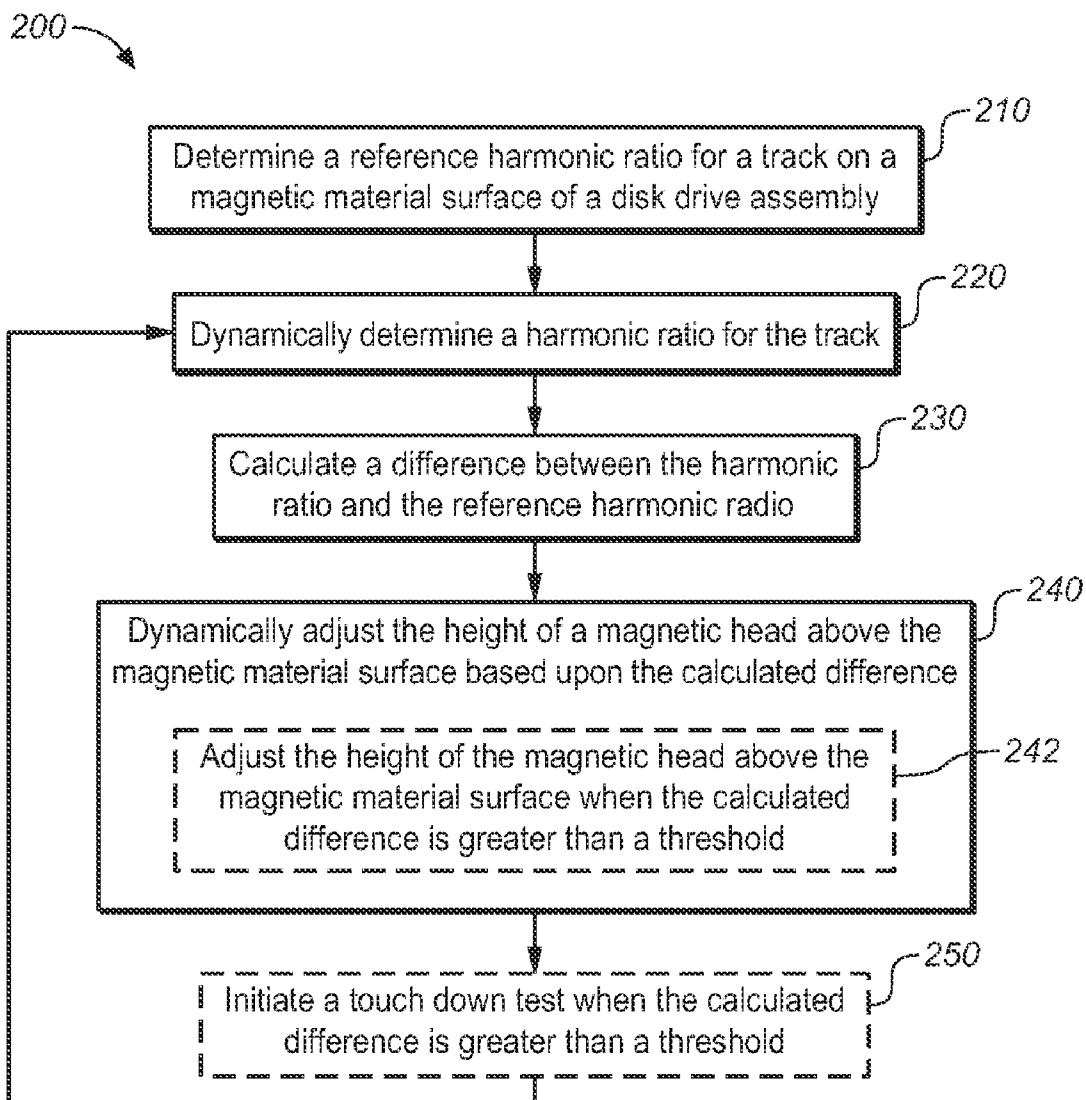 200
210
Determine a reference harmonic ratio for a track on a
magnetic material surface of a disk drive assembly
220
Dynamically determine a harmonic ratio for the track
230
Calculate a difference between the harmonic
ratio and the reference harmonic radio
240
Dynamically adjust the height of a magnetic head above the
magnetic material surface based upon the calculated difference
242
Adjust the height of the magnetic head above the
magnetic material surface when the calculated
difference is greater than a threshold
250
Initiate a touch down test when the calculated
difference is greater than a threshold